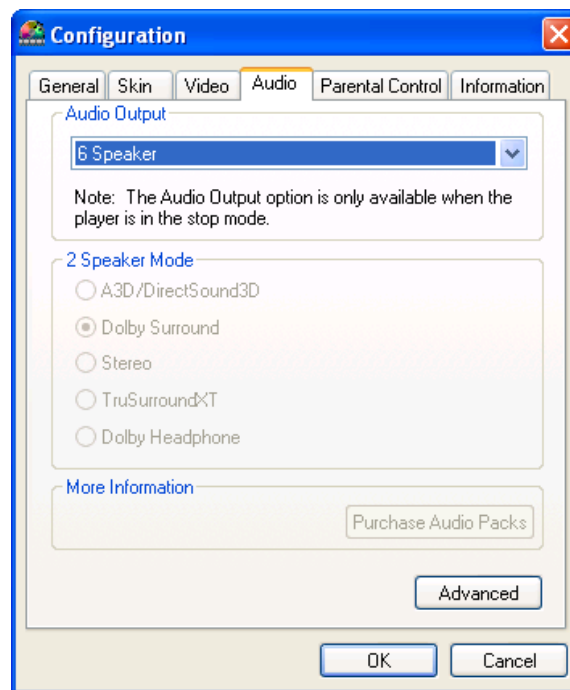 Configuration
General Skin Video Audio Parental Control Information
Audio Output
6 Speaker
Note: The Audio Output option is only available when the
player is in the stop mode.
2 Speaker Mode
A3D/DirectSound3D
Dolby Surround
Stereo
TruSurroundXT
Dolby Headphone
More Information
Purchase Audio Packs
Advanced
OK Cancel